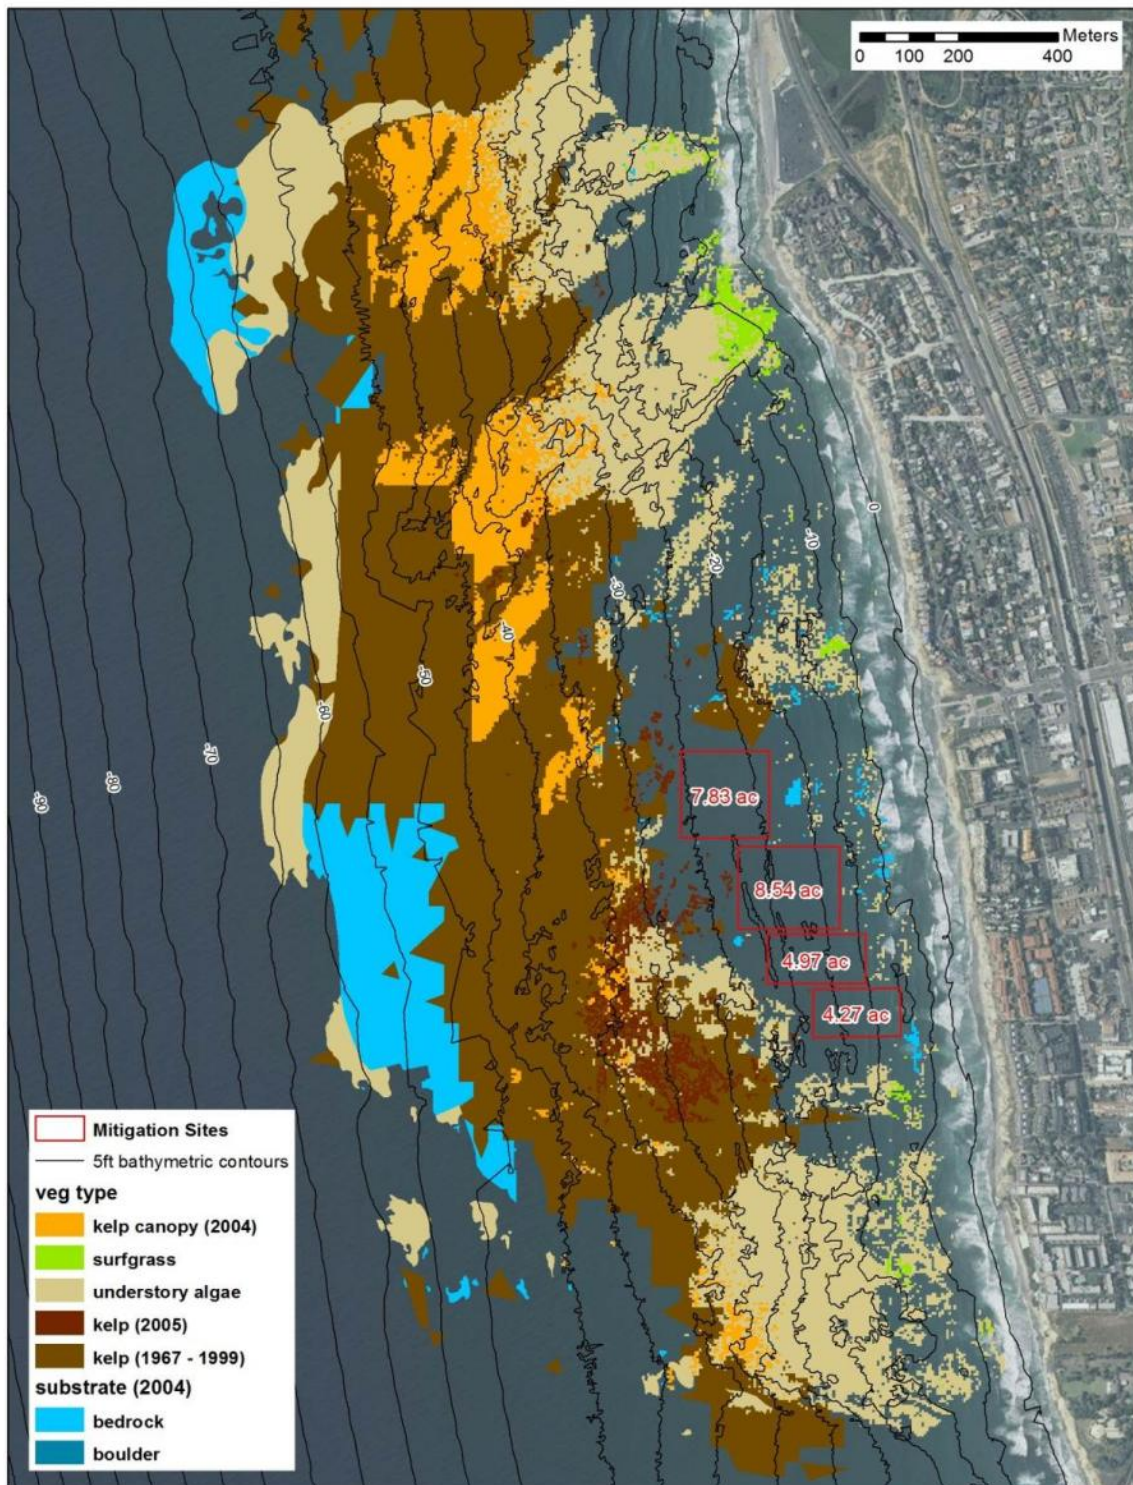 Meters
0 100 200 400
0
-10
-20
-30
-40
-50
-60
-70
-80
-90
7.83 ac
8.54 ac
4.97 ac
4.27 ac
Mitigation Sites
5ft bathymetric contours
veg type
kelp canopy (2004)
surfgrass
understory algae
kelp (2005)
kelp (1967 - 1999)
substrate (2004)
bedrock
boulder